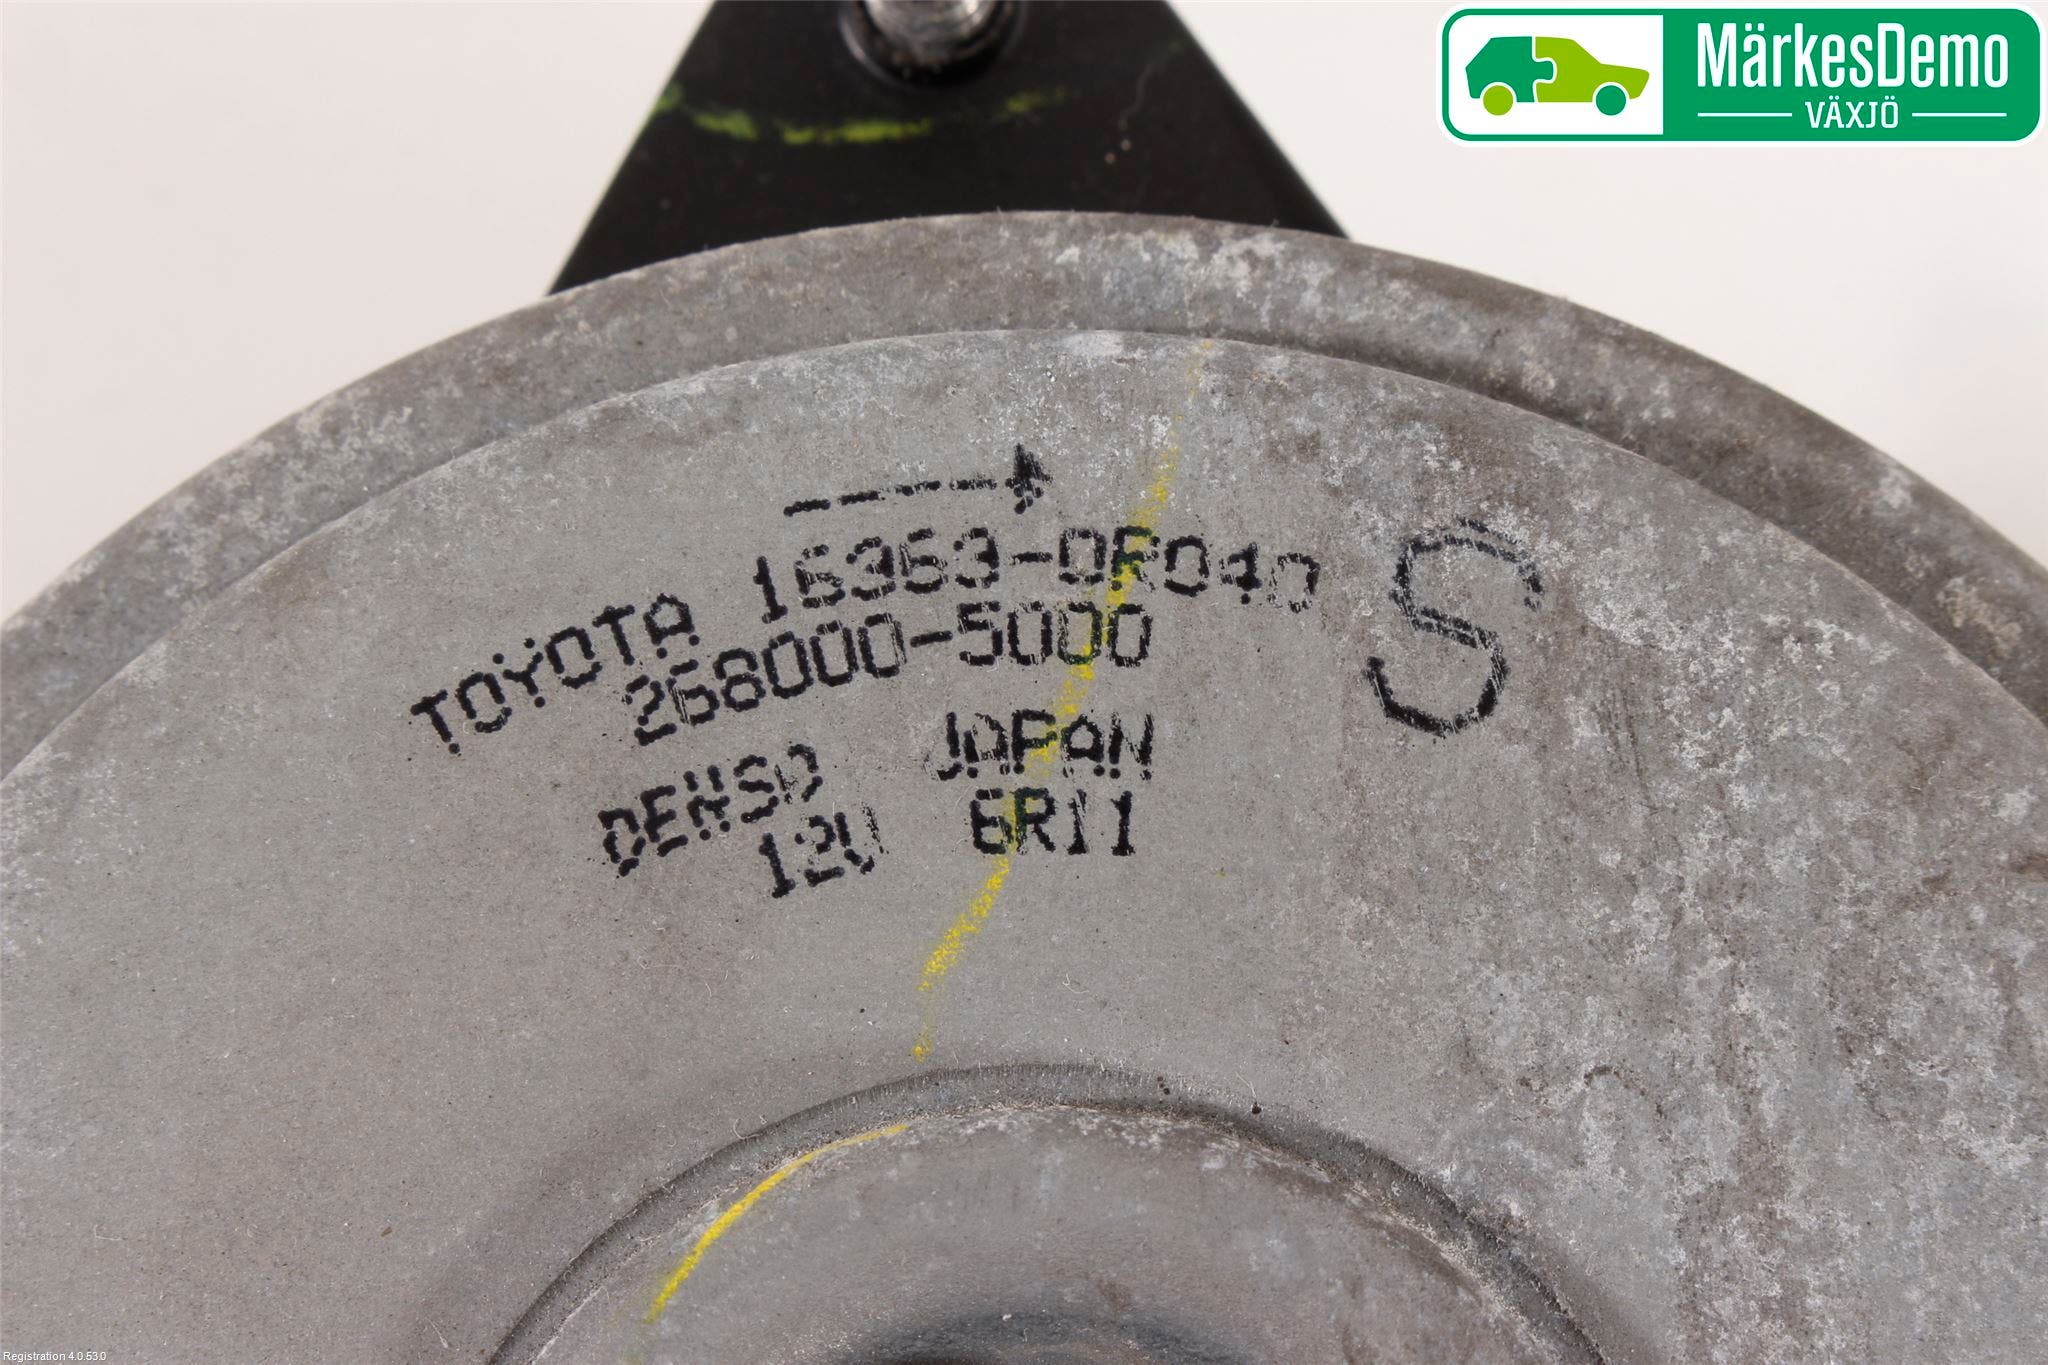 MärkesDemo
VÄXJÖ
TOYOTA 16363-0R040
268000-5000
DENSO JAPAN
12V 6R11
S
Registration 4.0.53.0